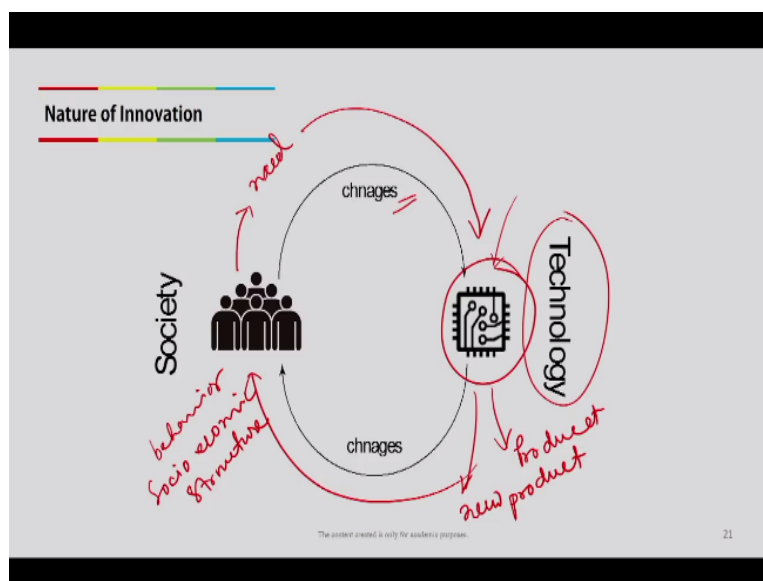 Nature of Innovation
need
chnages
Society
Technology
behavior
socio economic
structure
chnages
product
new product
The content created is only for academic purposes.
21